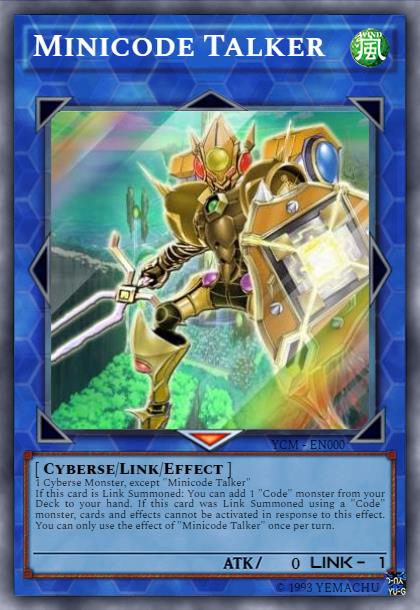 MINICODE TALKER
WIND
風
YCM - EN000
[ CYBERSE/LINK/EFFECT ]
1 Cyberse Monster, except "Minicode Talker"
If this card is Link Summoned: You can add 1 "Code" monster from your
Deck to your hand. If this card was Link Summoned using a "Code"
monster, cards and effects cannot be activated in response to this effect.
You can only use the effect of "Minicode Talker" once per turn.
ATK/ 0 LINK- 1
© 1993 YEMACHU